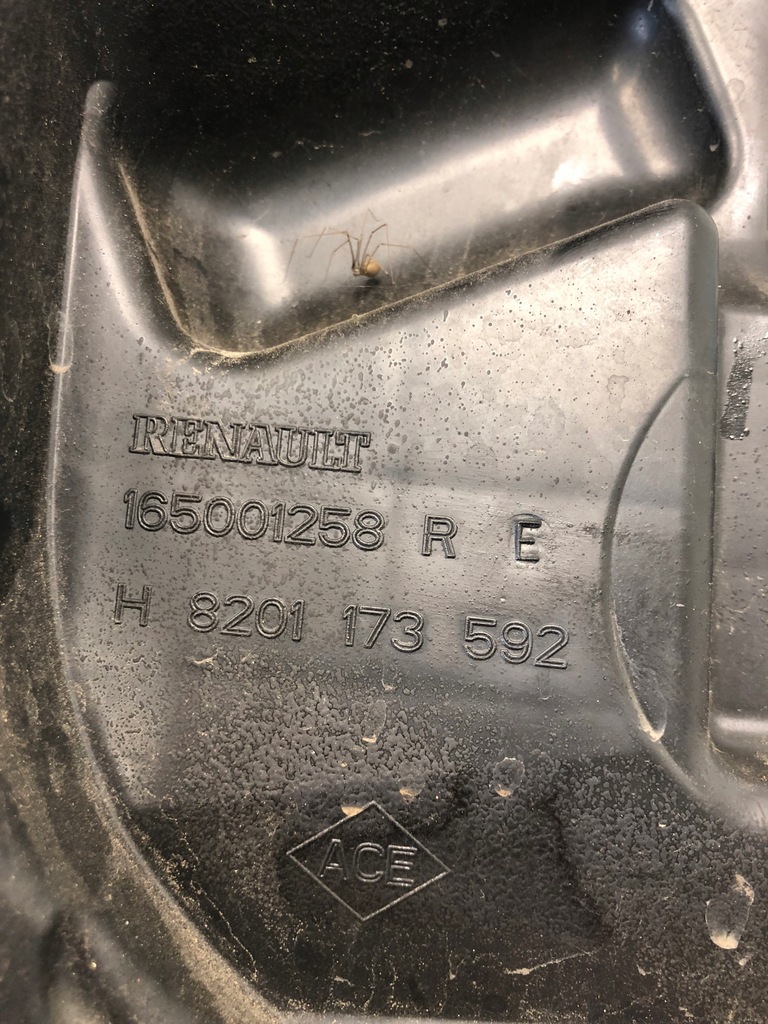 RENAULT
165001258 R E
H 8201 173 592
ACE